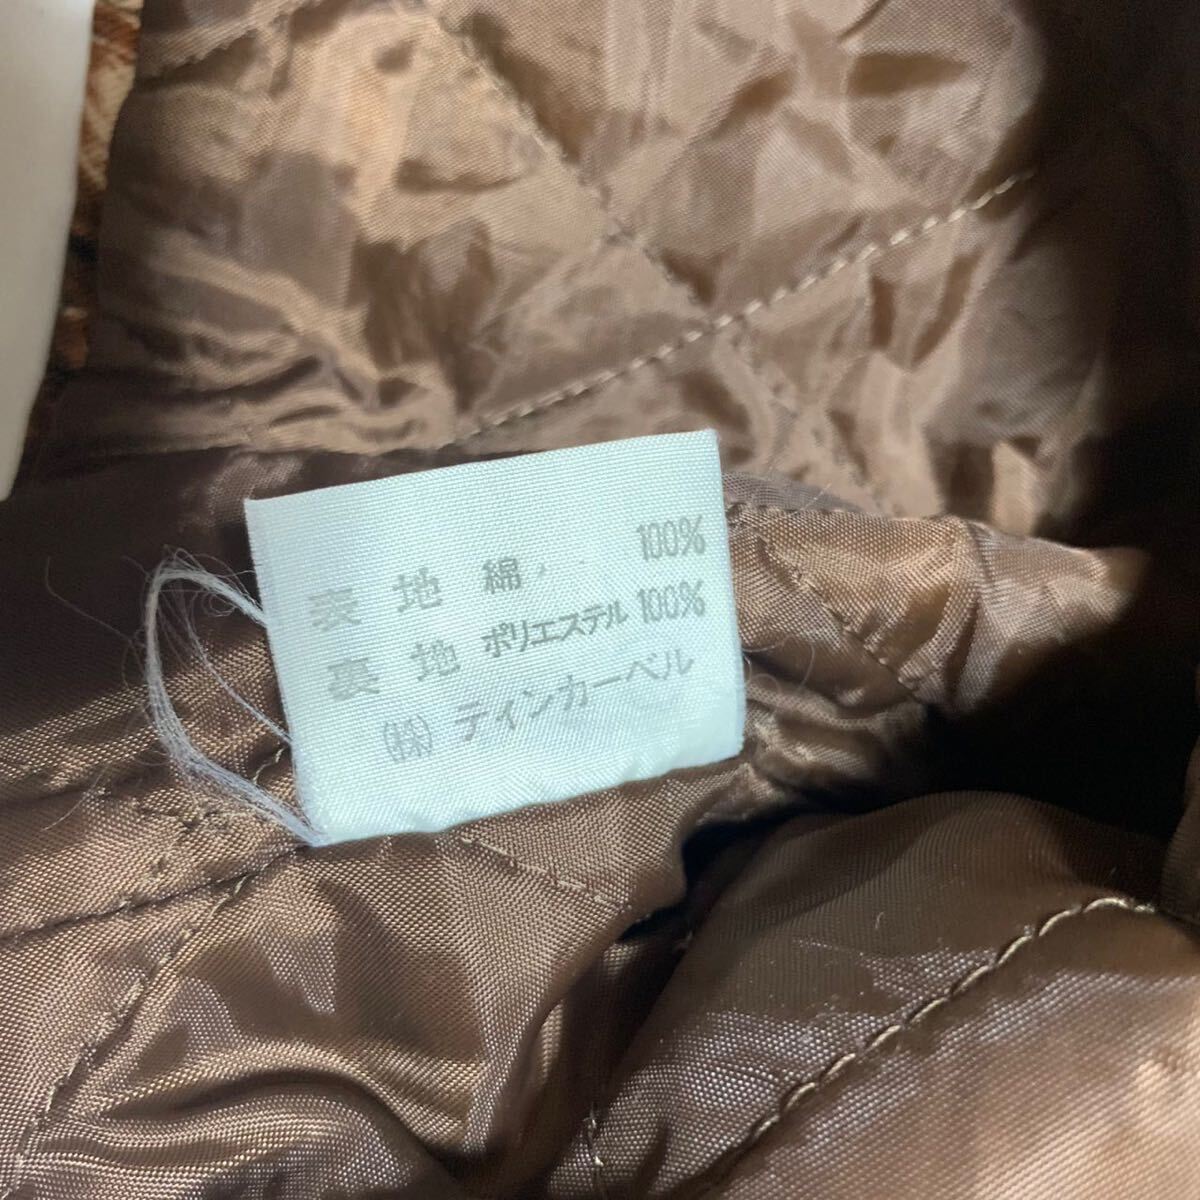 表地 綿 100%
裏地 ポリエステル 100%
(株) ティンカーベル